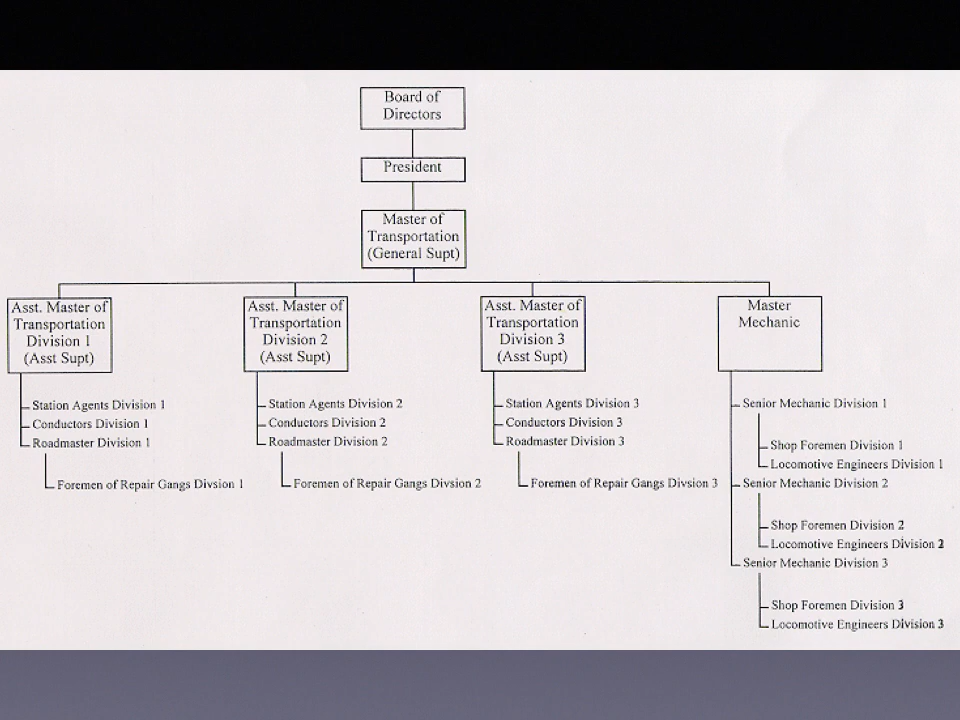 Board of
Directors
President
Master of
Transportation
(General Supt)
Asst. Master of
Transportation
Division 1
(Asst Supt)
Asst. Master of
Transportation
Division 2
(Asst Supt)
Asst. Master of
Transportation
Division 3
(Asst Supt)
Master
Mechanic
Station Agents Division 1
Conductors Division 1
Roadmaster Division 1
Foremen of Repair Gangs Divsion 1
Station Agents Division 2
Conductors Division 2
Roadmaster Division 2
Foremen of Repair Gangs Divsion 2
Station Agents Division 3
Conductors Division 3
Roadmaster Division 3
Foremen of Repair Gangs Divsion 3
Senior Mechanic Division 1
Shop Foremen Division 1
Locomotive Engineers Division 1
Senior Mechanic Division 2
Shop Foremen Division 2
Locomotive Engineers Division 2
Senior Mechanic Division 3
Shop Foremen Division 3
Locomotive Engineers Division 3